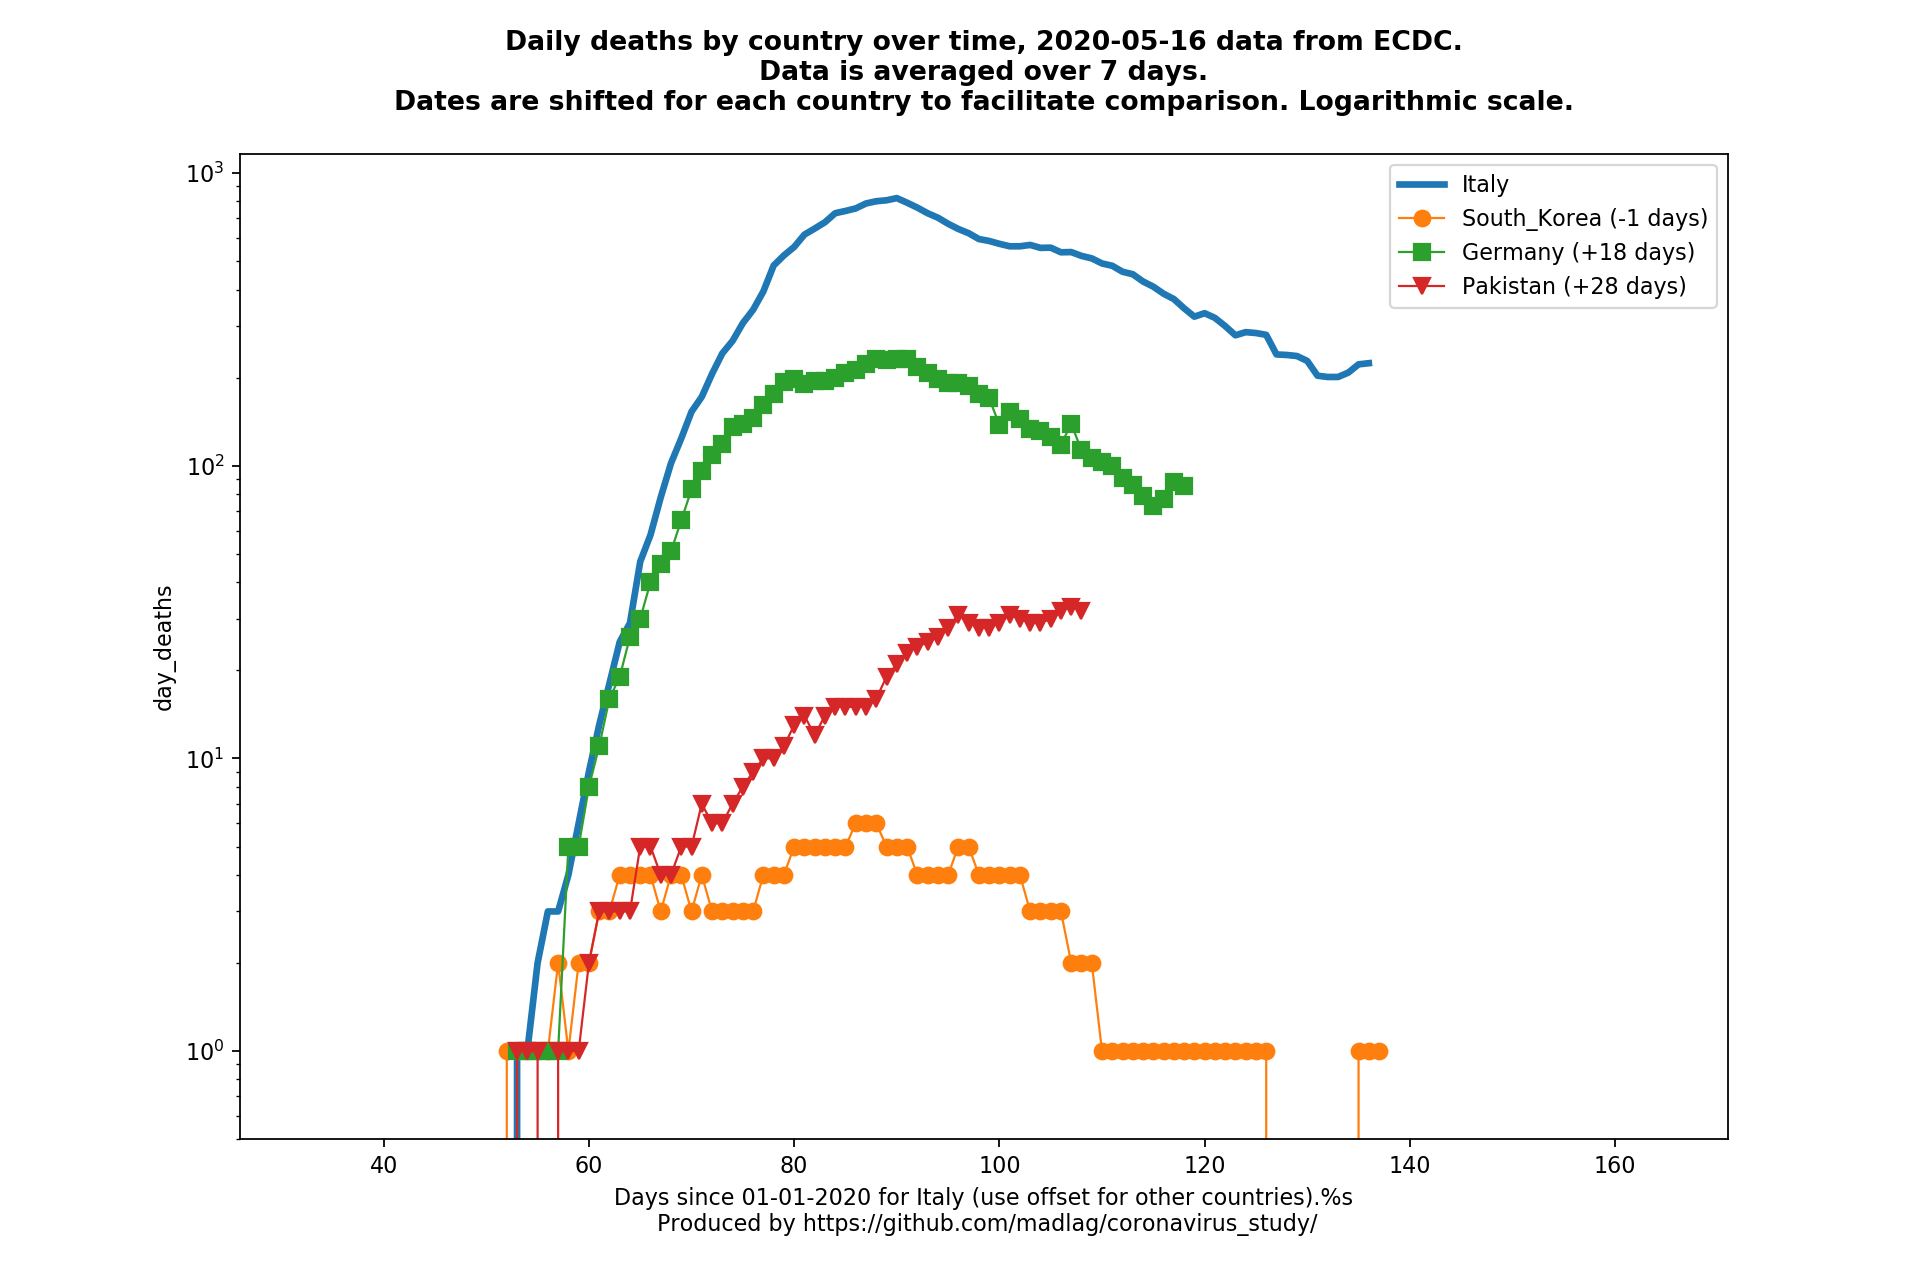 Daily deaths by country over time, 2020-05-16 data from ECDC.
Data is averaged over 7 days.
Dates are shifted for each country to facilitate comparison. Logarithmic scale.
Italy
South_Korea (-1 days)
Germany (+18 days)
Pakistan (+28 days)
day_deaths
10³
10²
10¹
10⁰
40 60 80 100 120 140 160
Days since 01-01-2020 for Italy (use offset for other countries).%s
Produced by https://github.com/madlag/coronavirus_study/